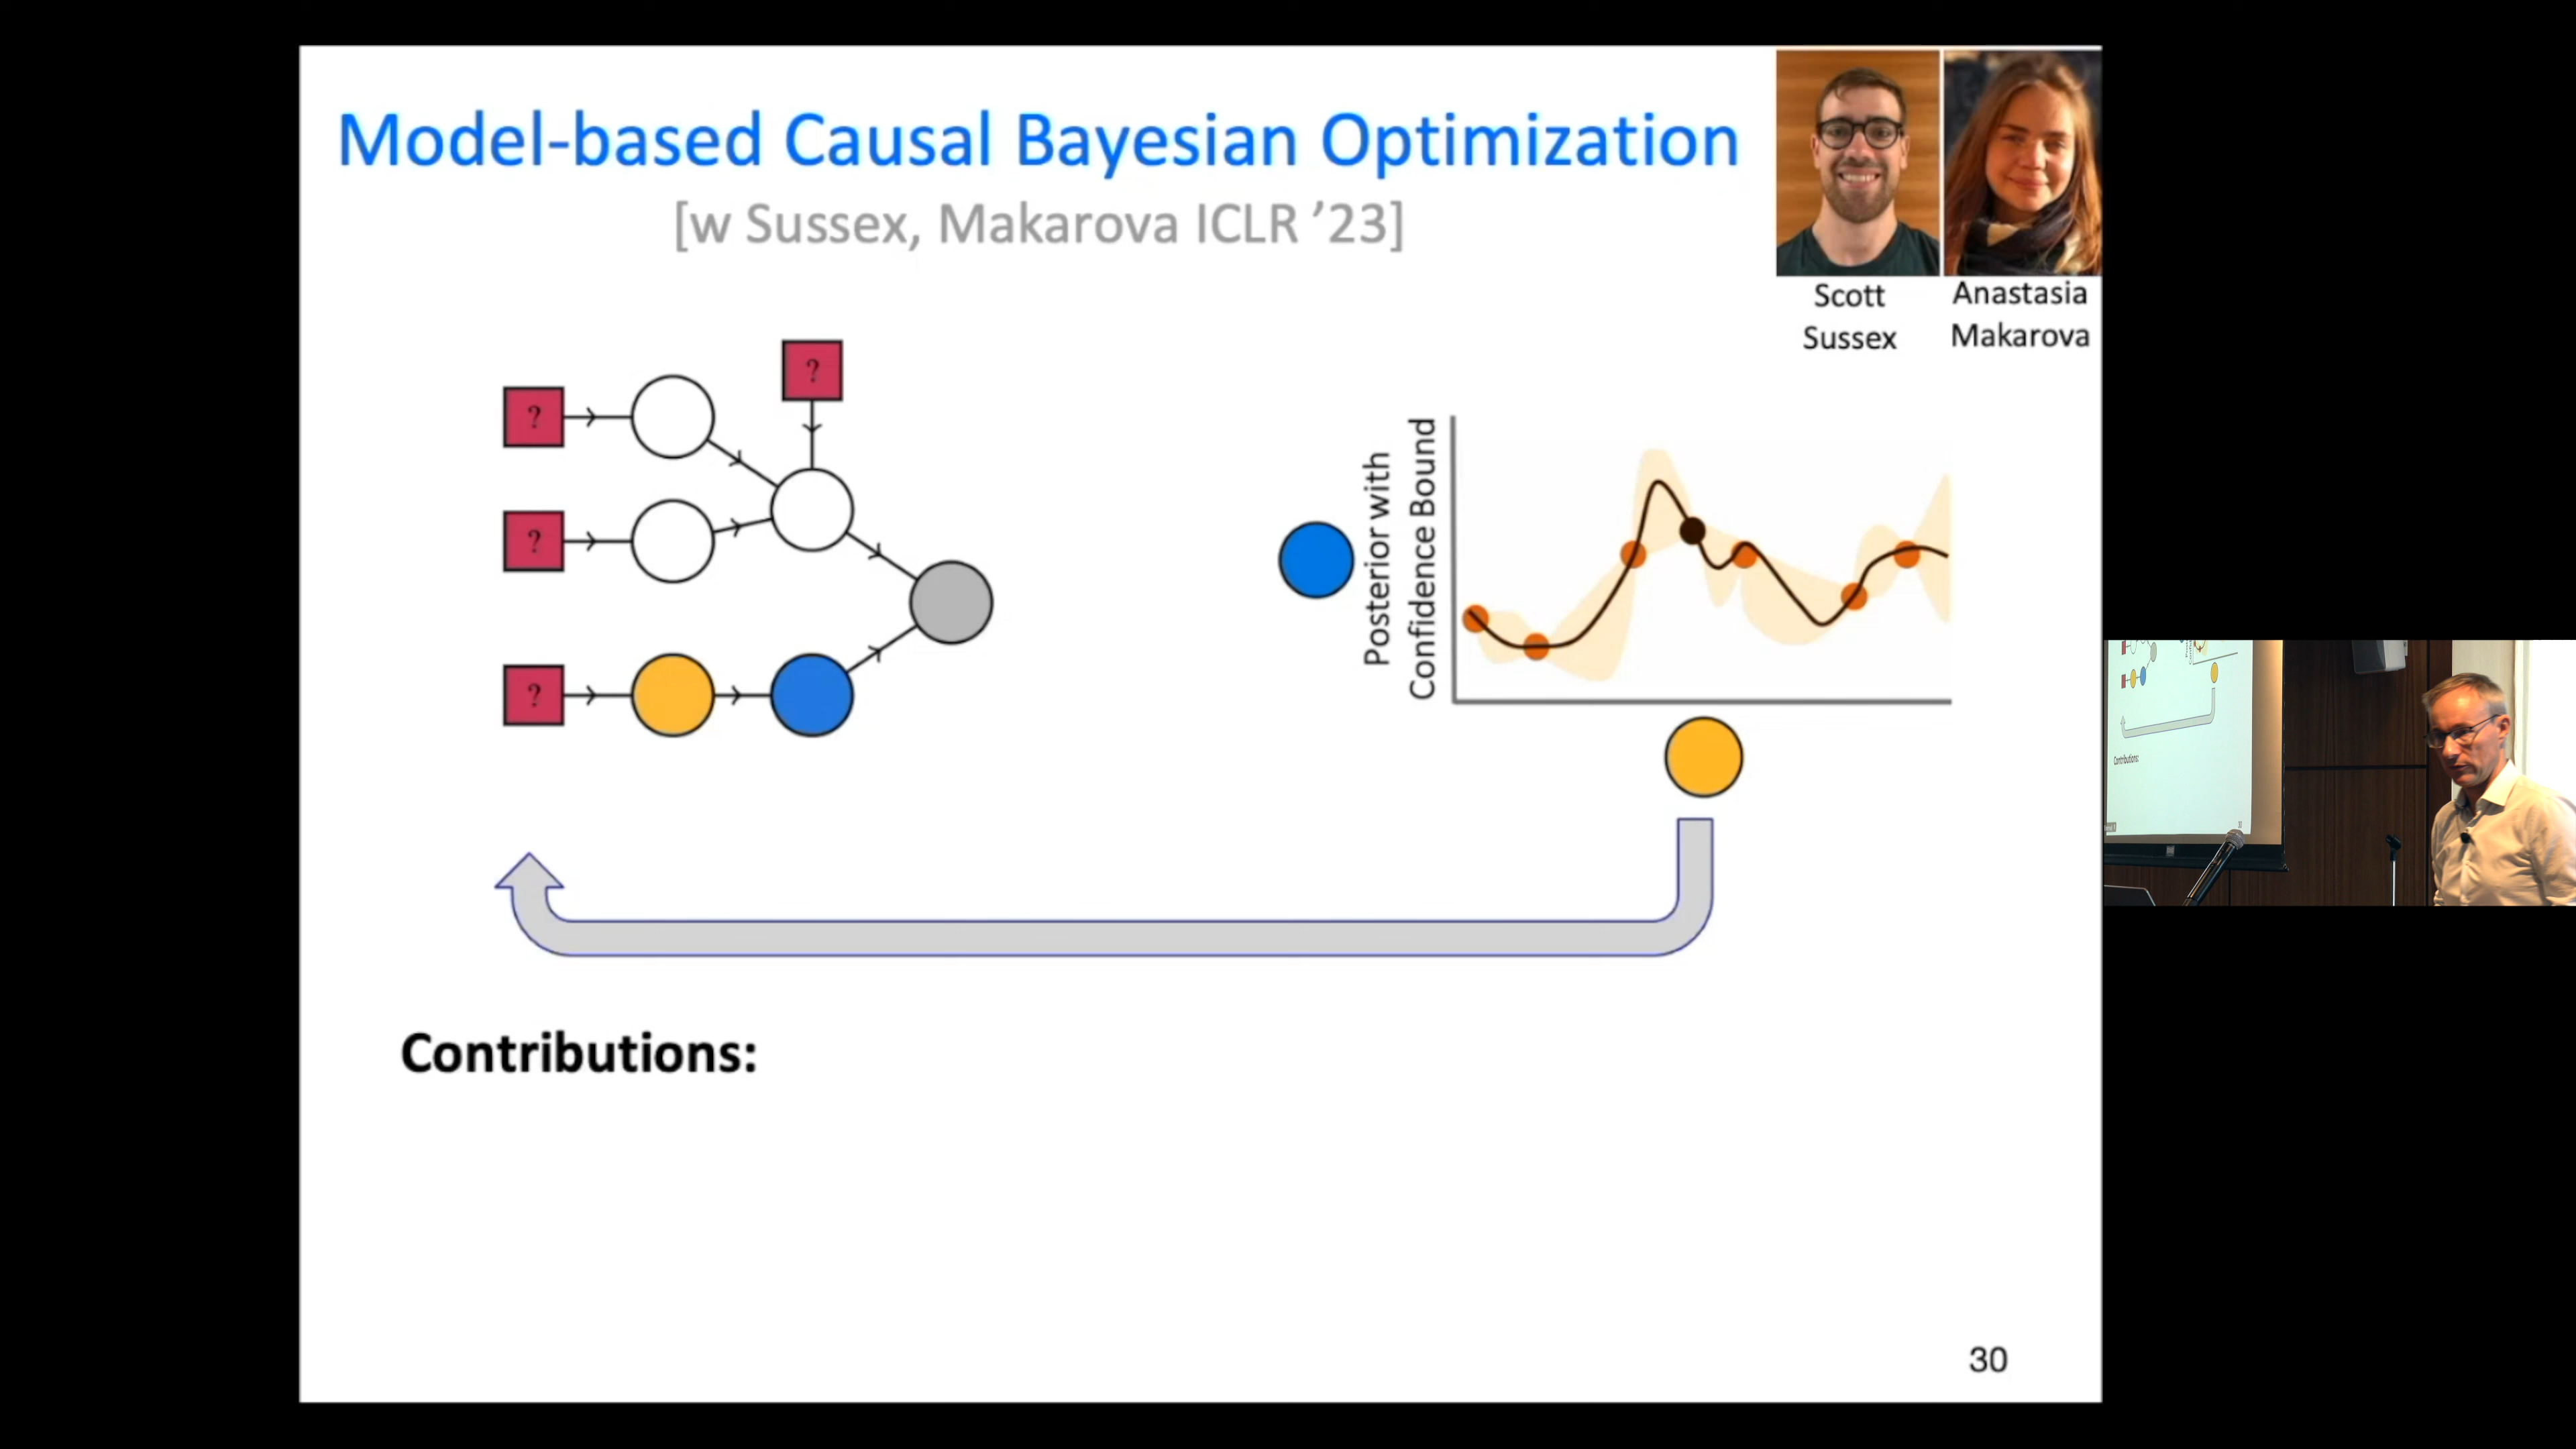 Model-based Causal Bayesian Optimization
[w Sussex, Makarova ICLR ’23]
Scott
Sussex
Anastasia
Makarova
?
?
?
?
Posterior with
Confidence Bound
Contributions:
30
Contributions: